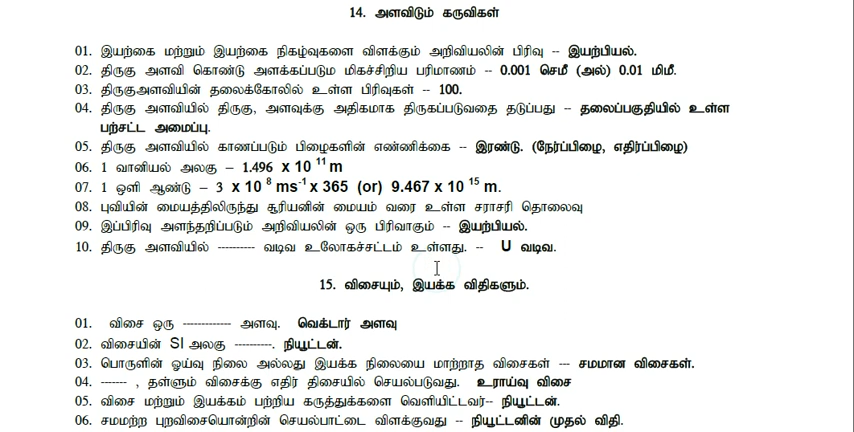 14. அளவிடும் கருவிகள்
01. இயற்கை மற்றும் இயற்கை நிகழ்வுகளை விளக்கும் அறிவியலின் பிரிவு -- இயற்பியல்.
02. திருகு அளவி கொண்டு அளக்கப்படும மிகச்சிறிய பரிமாணம் -- 0.001 செமீ (அல்) 0.01 மிமீ.
03. திருகுஅளவியின் தலைக்கோலில் உள்ள பிரிவுகள் -- 100.
04. திருகு அளவியில் திருகு, அளவுக்கு அதிகமாக திருகப்படுவதை தடுப்பது -- தலைப்பகுதியில் உள்ள
பற்சட்ட அமைப்பு.
05. திருகு அளவியில் காணப்படும் பிழைகளின் எண்ணிக்கை -- இரண்டு. (நேர்ப்பிழை, எதிர்ப்பிழை)
06. 1 வானியல் அலகு – 1.496 x 10 ¹¹ m
07. 1 ஒளி ஆண்டு – 3 x 10 ⁸ ms⁻¹ x 365 (or) 9.467 x 10 ¹⁵ m.
08. புவியின் மையத்திலிருந்து சூரியனின் மையம் வரை உள்ள சராசரி தொலைவு
09. இப்பிரிவு அளந்தறிப்படும் அறிவியலின் ஒரு பிரிவாகும் -- இயற்பியல்.
10. திருகு அளவியில் ---------- வடிவ உலோகச்சட்டம் உள்ளது. -- U வடிவ.
15. விசையும், இயக்க விதிகளும்.
01. விசை ஒரு ------------- அளவு. வெக்டார் அளவு
02. விசையின் SI அலகு ----------. நியூட்டன்.
03. பொருளின் ஓய்வு நிலை அல்லது இயக்க நிலையை மாற்றாத விசைகள் --- சமமான விசைகள்.
04. ------- , தள்ளும் விசைக்கு எதிர் திசையில் செயல்படுவது. உராய்வு விசை
05. விசை மற்றும் இயக்கம் பற்றிய கருத்துக்களை வெளியிட்டவர்-- நியூட்டன்.
06. சமமற்ற புறவிசையொன்றின் செயல்பாட்டை விளக்குவது -- நியூட்டனின் முதல் விதி.